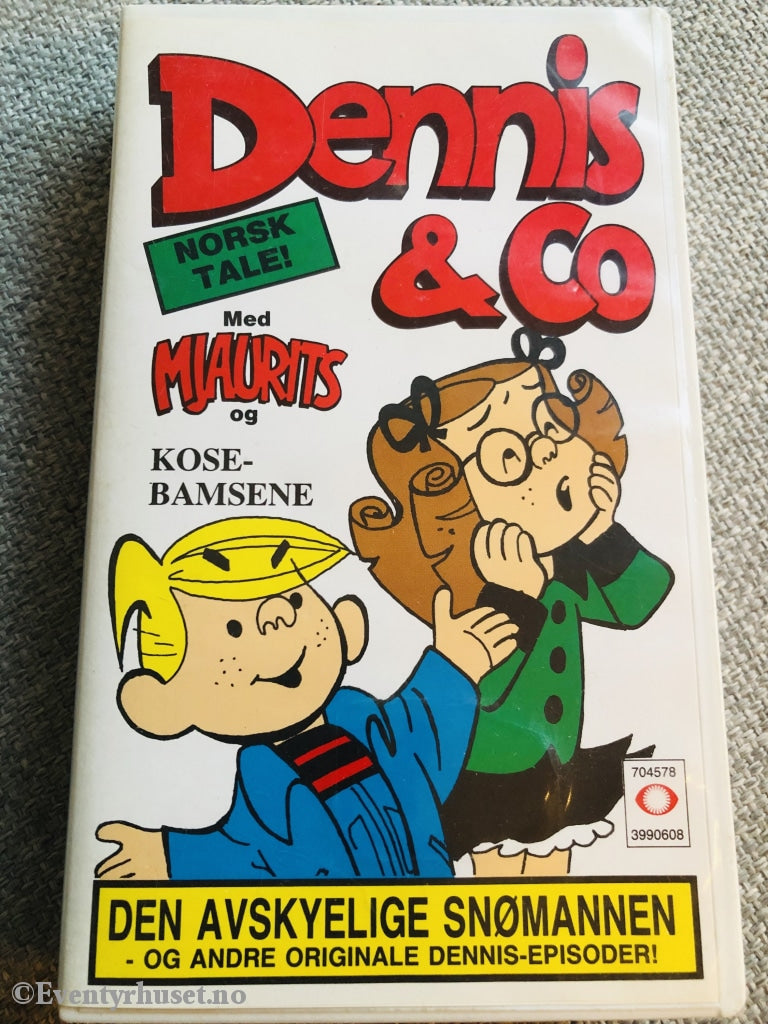 Dennis
& Co
NORSK
TALE!
Med
MJAURITS
og
KOSE-
BAMSENE
704578
3990608
DEN AVSKYELIGE SNØMANNEN
- OG ANDRE ORIGINALE DENNIS-EPISODER!
©Eventyrhuset.no